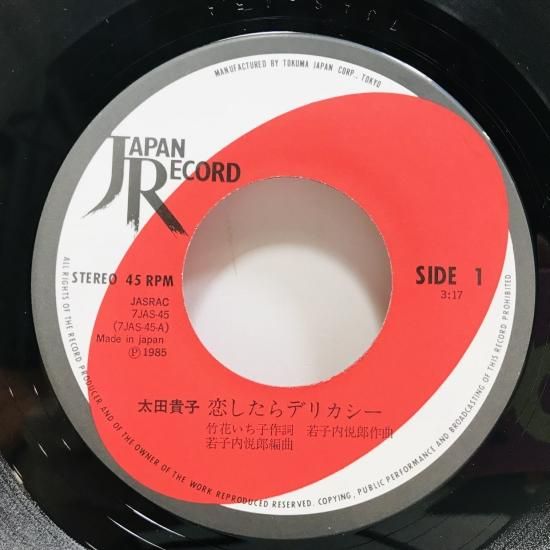 MANUFACTURED BY TOKUMA JAPAN CORP., TOKYO
JAPAN
RECORD
STEREO 45 RPM
SIDE 1
3:17
JASRAC
7JAS-45
(7JAS-45-A)
Made in japan
Ⓟ1985
太田貴子 恋したらデリカシー
竹花いち子作詞 若子内悦郎作曲
若子内悦郎編曲
ALL RIGHTS OF THE RECORD PRODUCER AND OF THE OWNER OF THE WORK REPRODUCED RESERVED. COPYING, PUBLIC PERFORMANCE AND BROADCASTING OF THIS RECORD PROHIBITED